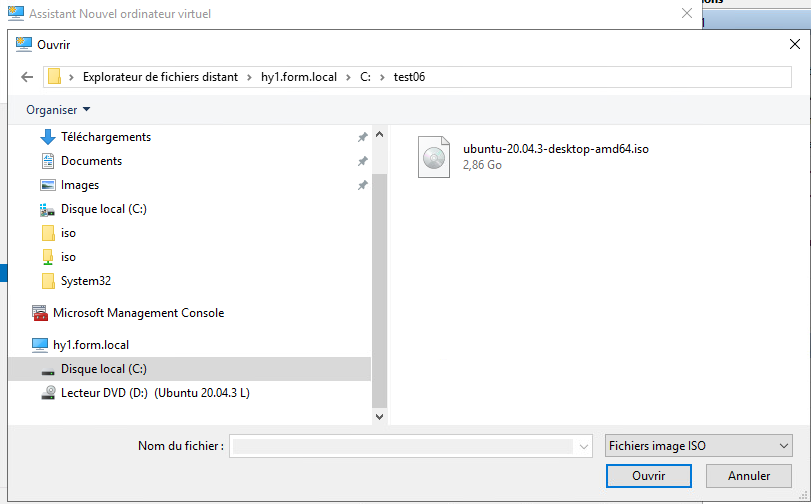 Assistant Nouvel ordinateur virtuel
Ouvrir
Explorateur de fichiers distant > hy1.form.local > C: > test06
Organiser
Téléchargements
Documents
Images
Disque local (C:)
iso
iso
System32
Microsoft Management Console
hy1.form.local
Disque local (C:)
Lecteur DVD (D:) (Ubuntu 20.04.3 L)
ubuntu-20.04.3-desktop-amd64.iso
2,86 Go
Nom du fichier :
Fichiers image ISO
Ouvrir
Annuler